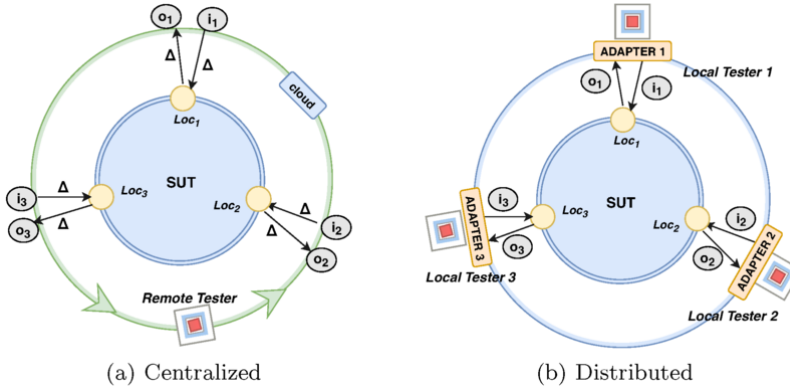 o1 i1
Δ Δ
cloud
Loc1
SUT
i3 Δ Loc3
o3 Δ
Loc2 Δ i2
Δ o2
Remote Tester
(a) Centralized
ADAPTER 1
Local Tester 1
o1 i1
Loc1
SUT
ADAPTER 3
i3 Loc3
o3
Local Tester 3
Loc2 i2
o2
ADAPTER 2
Local Tester 2
(b) Distributed